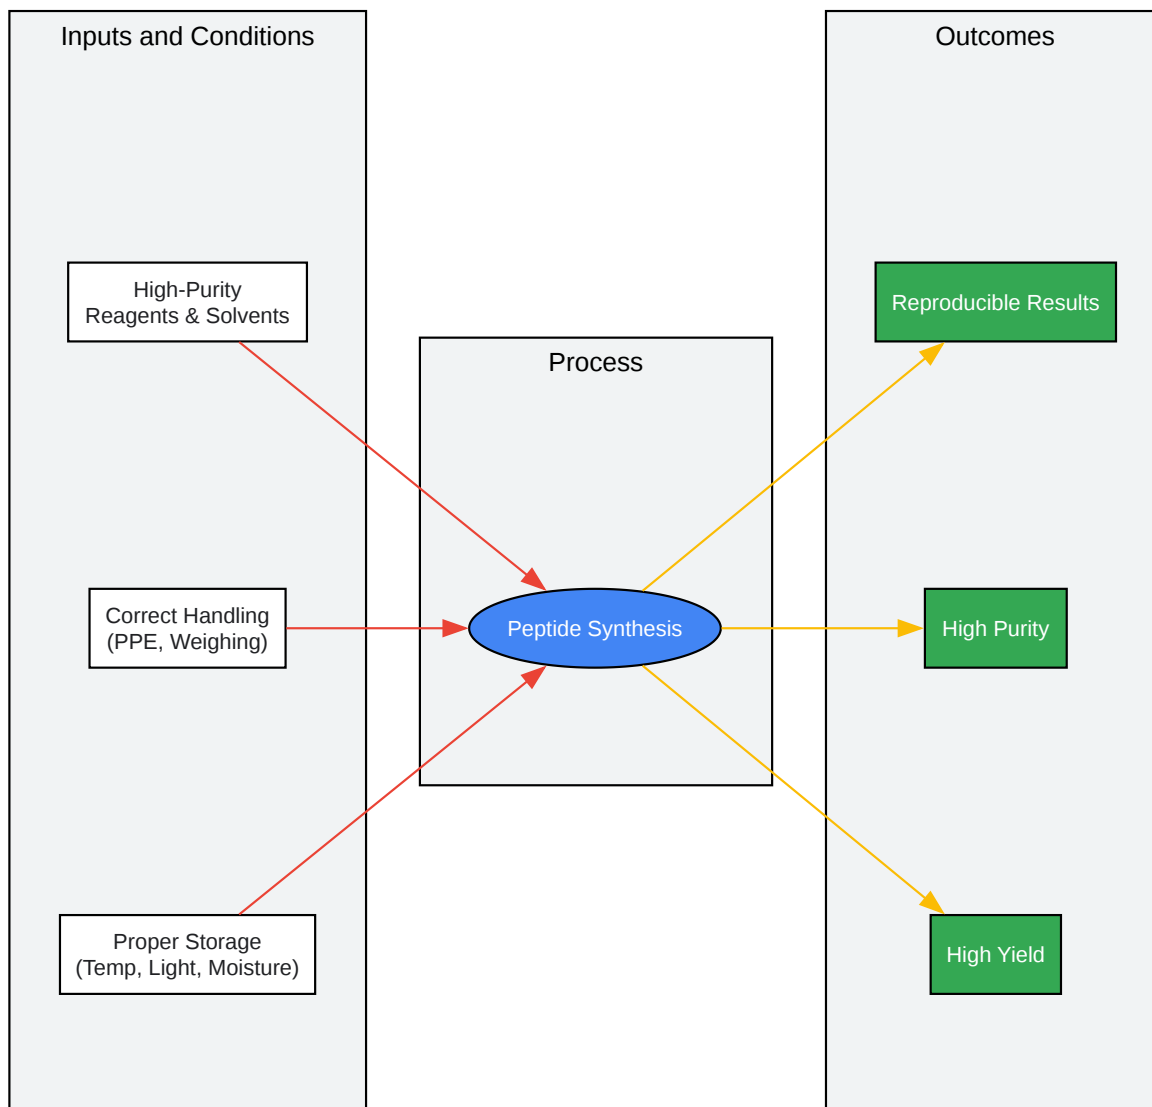 Inputs and Conditions
High-Purity
Reagents & Solvents
Correct Handling
(PPE, Weighing)
Proper Storage
(Temp, Light, Moisture)
Process
Peptide Synthesis
Outcomes
Reproducible Results
High Purity
High Yield